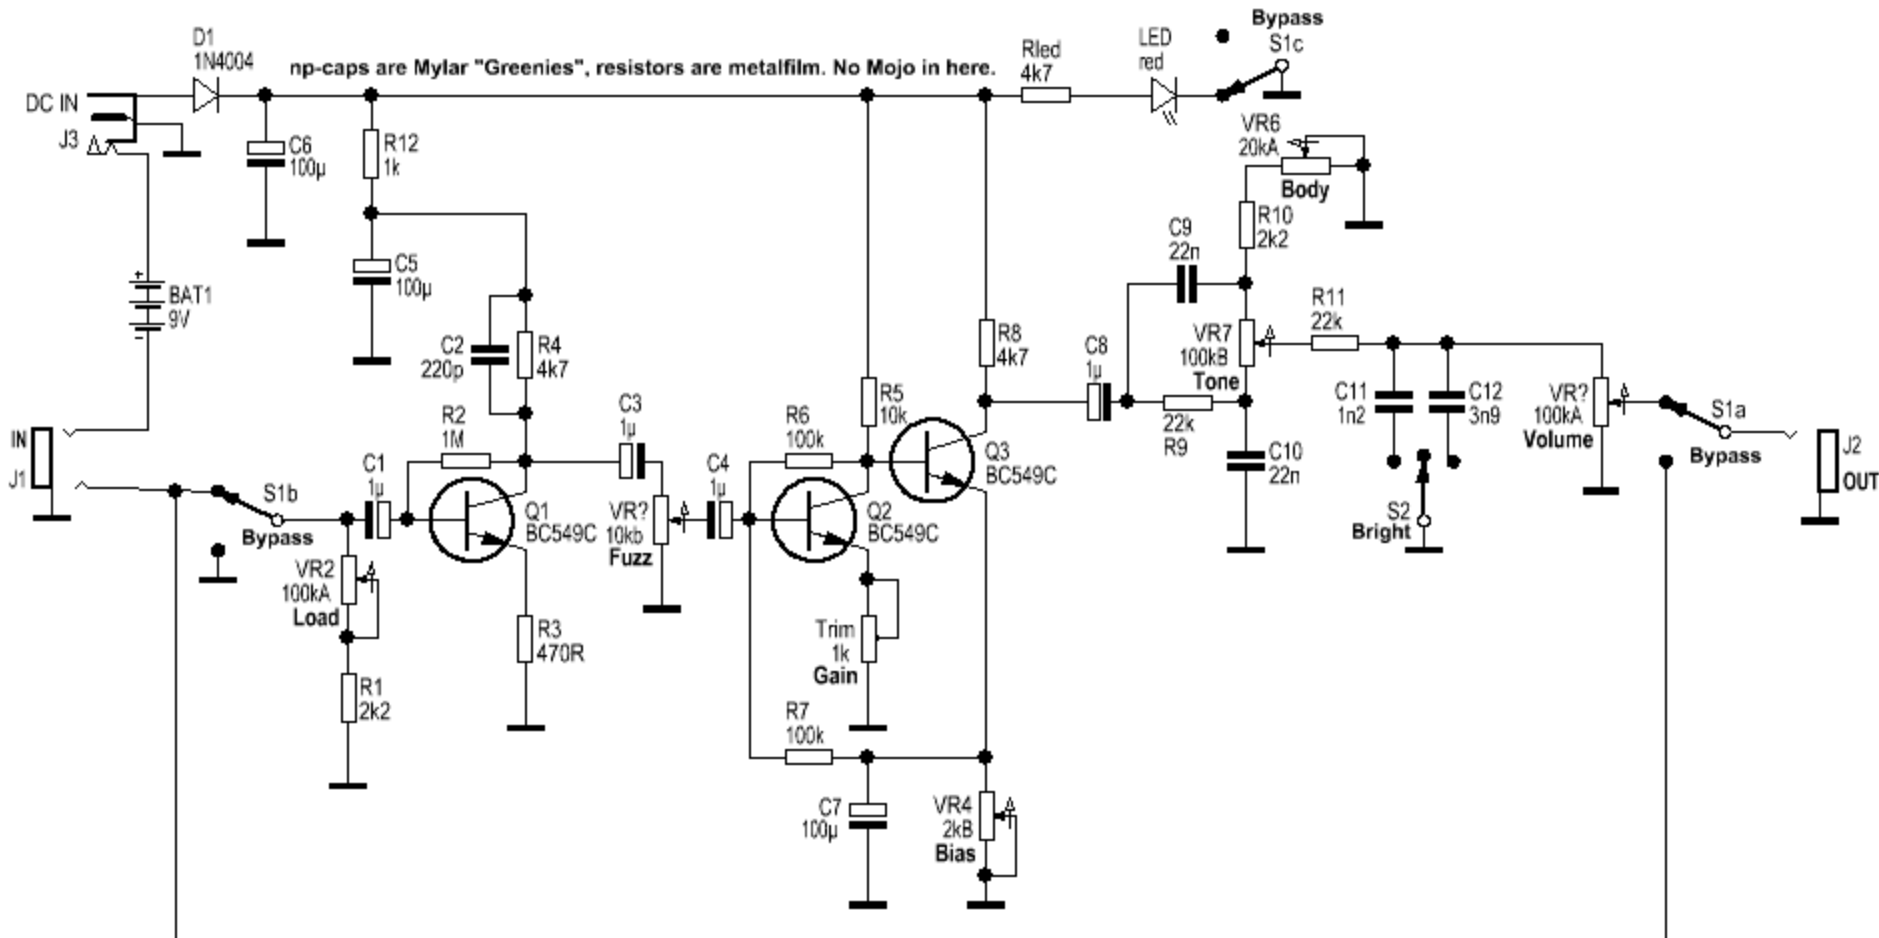 Bypass
S1c
D1
1N4004
np-caps are Mylar "Greenies", resistors are metalfilm. No Mojo in here.
Rled
4k7
LED
red
DC IN
J3
C6
100µ
R12
1k
VR6
20kA
Body
R10
2k2
C9
22n
C5
100µ
+
BAT1
9V
-
R11
22k
C2
220p
R4
4k7
R8
4k7
C8
1µ
VR7
100kB
Tone
R5
10k
22k
R9
C11
1n2
C12
3n9
VR?
100kA
Volume
S1a
Bypass
IN
J1
R2
1M
C3
1µ
R6
100k
Q3
BC549C
C10
22n
J2
OUT
S1b
Bypass
C1
1µ
Q1
BC549C
VR?
10kb
Fuzz
C4
1µ
Q2
BC549C
S2
Bright
VR2
100kA
Load
R3
470R
Trim
1k
Gain
R1
2k2
R7
100k
C7
100µ
VR4
2kB
Bias